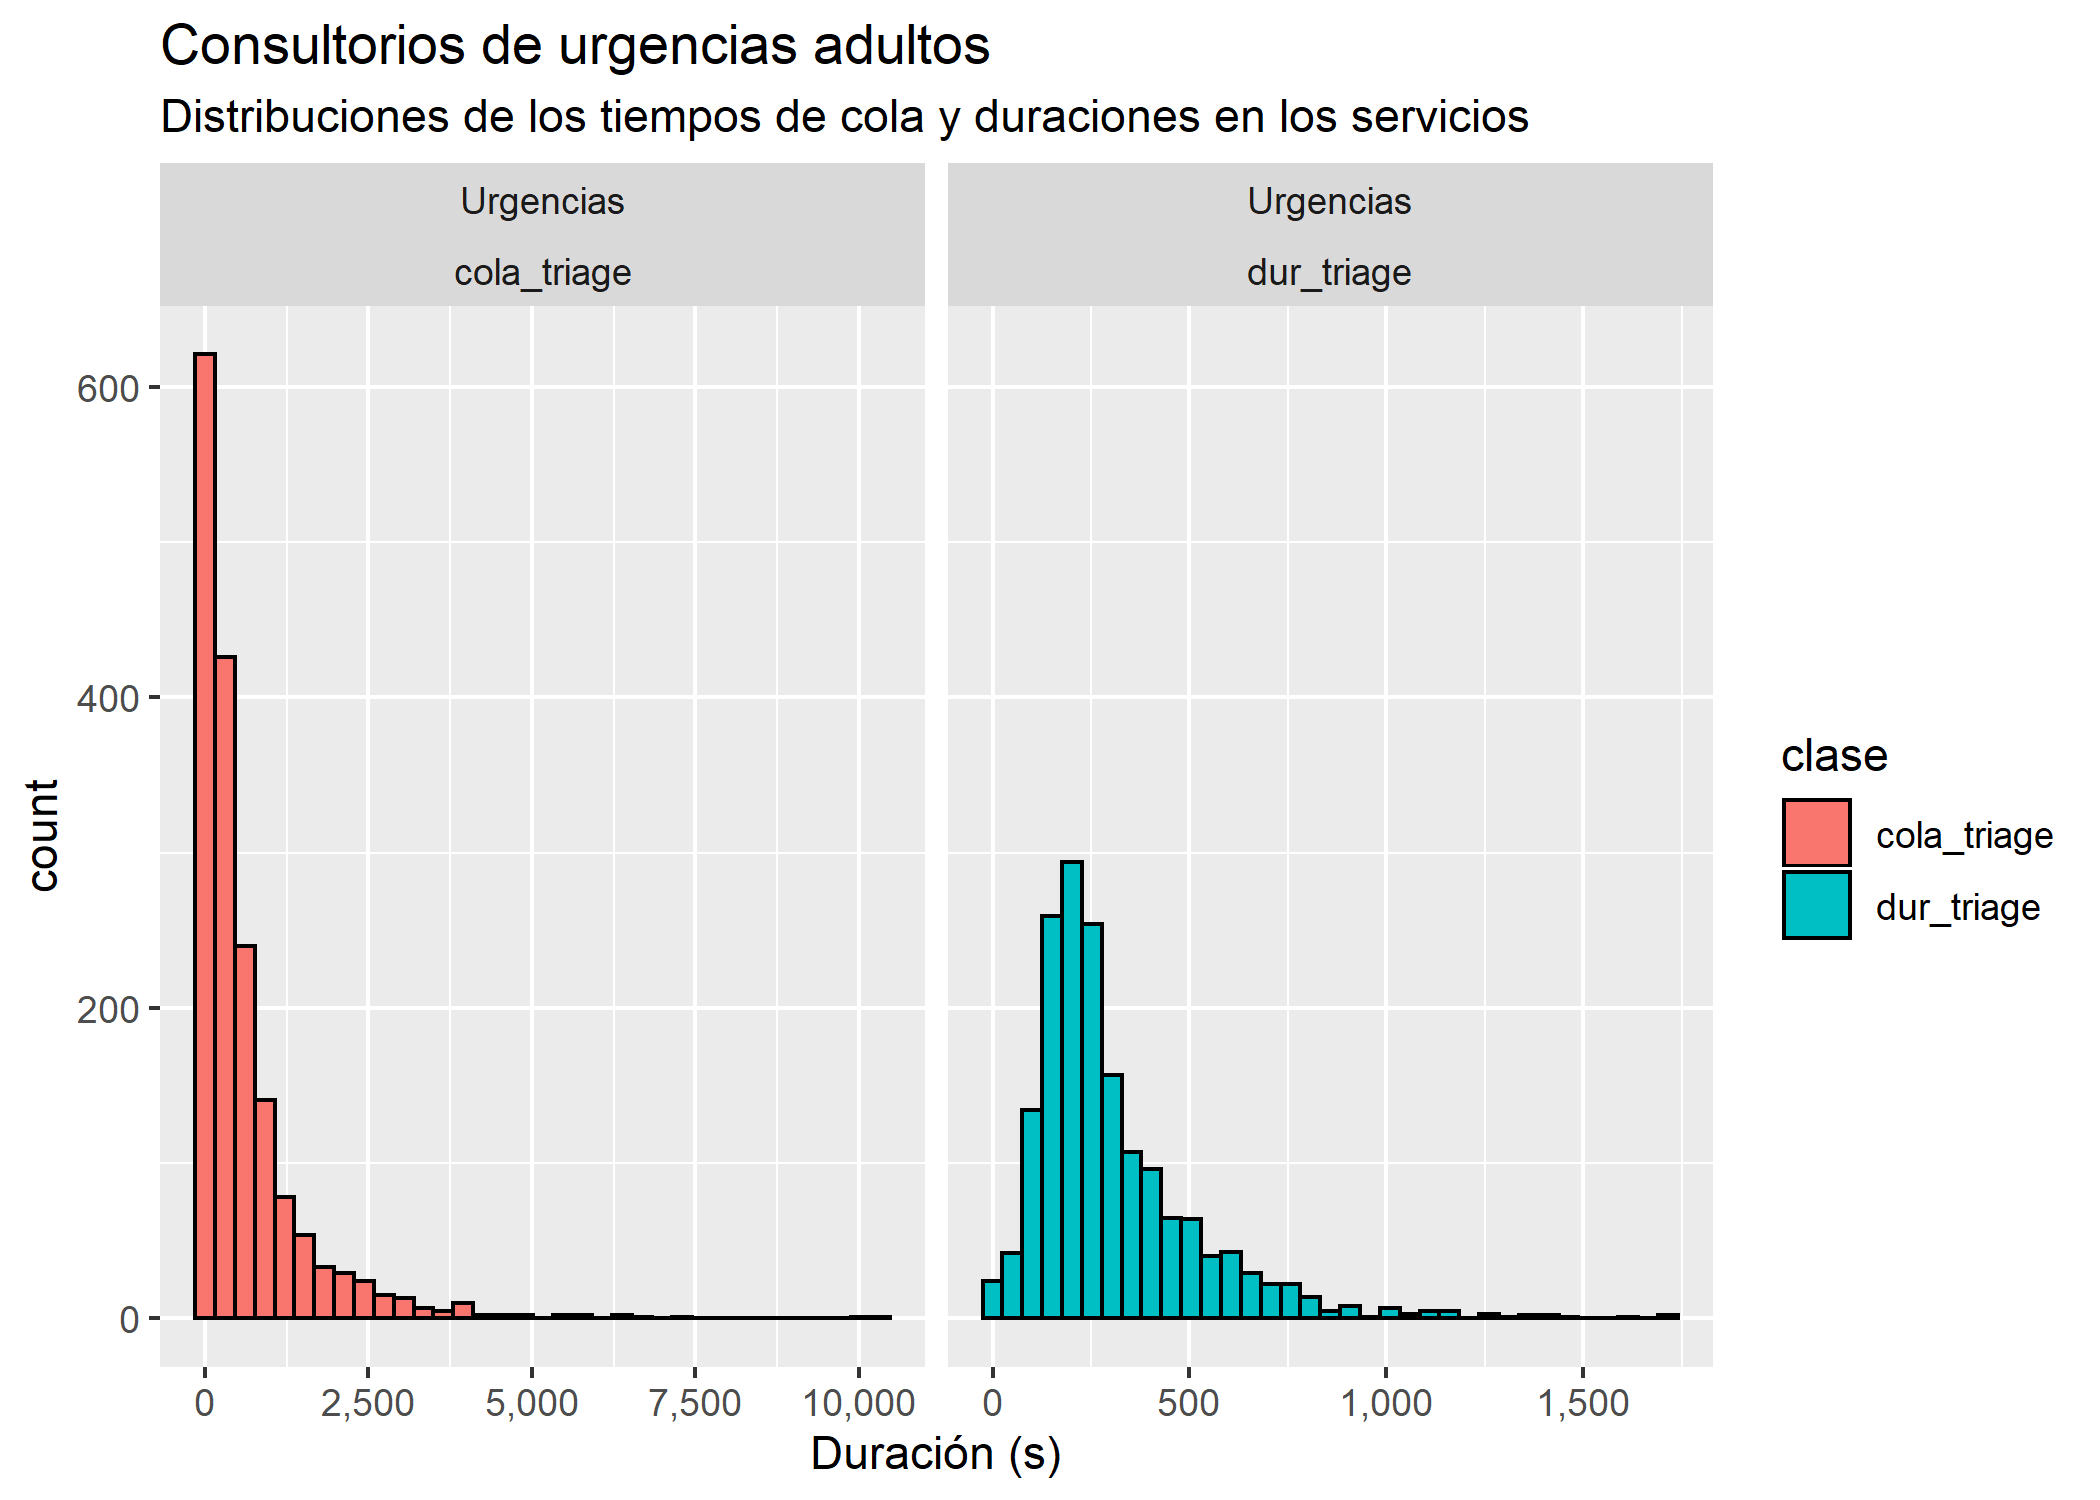 Consultorios de urgencias adultos
Distribuciones de los tiempos de cola y duraciones en los servicios
Urgencias
cola_triage
Urgencias
dur_triage
600
400
200
0
count
0 2,500 5,000 7,500 10,000
0 500 1,000 1,500
Duración (s)
clase
cola_triage
dur_triage